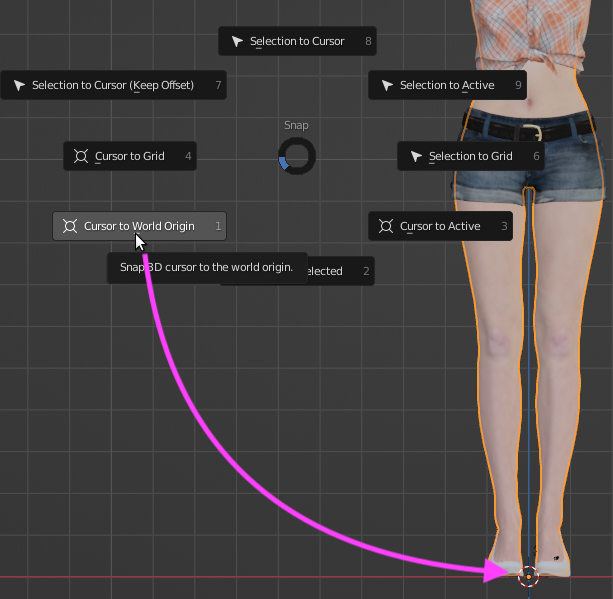 Selection to Cursor 8
Selection to Cursor (Keep Offset) 7
Selection to Active 9
Snap
Cursor to Grid 4
Selection to Grid 6
Cursor to World Origin 1
Cursor to Active 3
Snap 3D cursor to the world origin.
elected 2